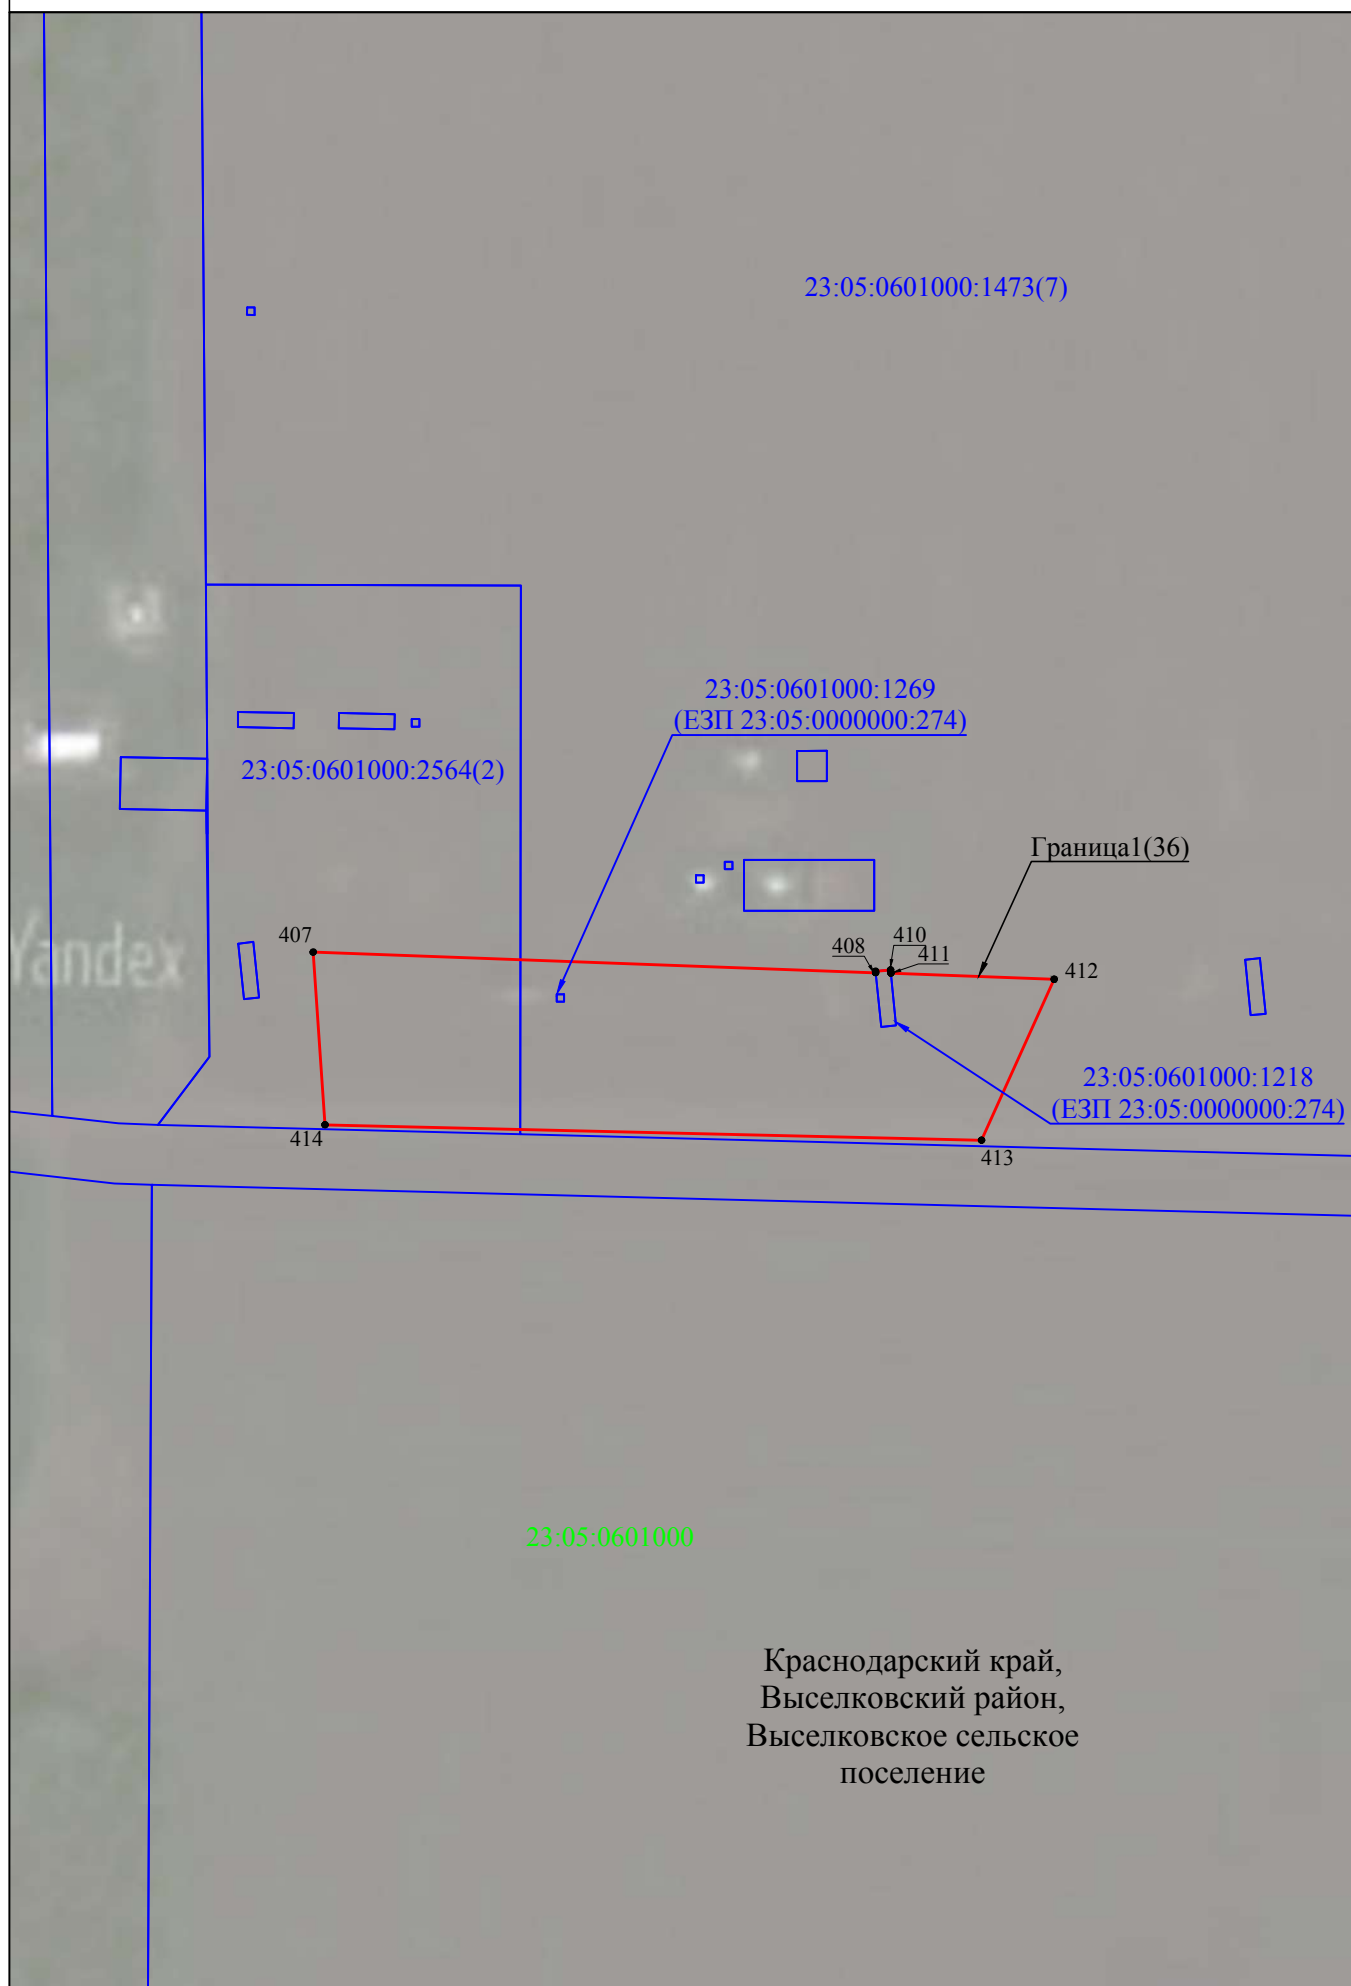 23:05:0601000:1473(7)
23:05:0601000:1269
(ЕЗП 23:05:0000000:274)
23:05:0601000:2564(2)
Граница1(36)
Yandex
407
408
410
411
412
23:05:0601000:1218
(ЕЗП 23:05:0000000:274)
414
413
23:05:0601000
Краснодарский край,
Выселковский район,
Выселковское сельское
поселение